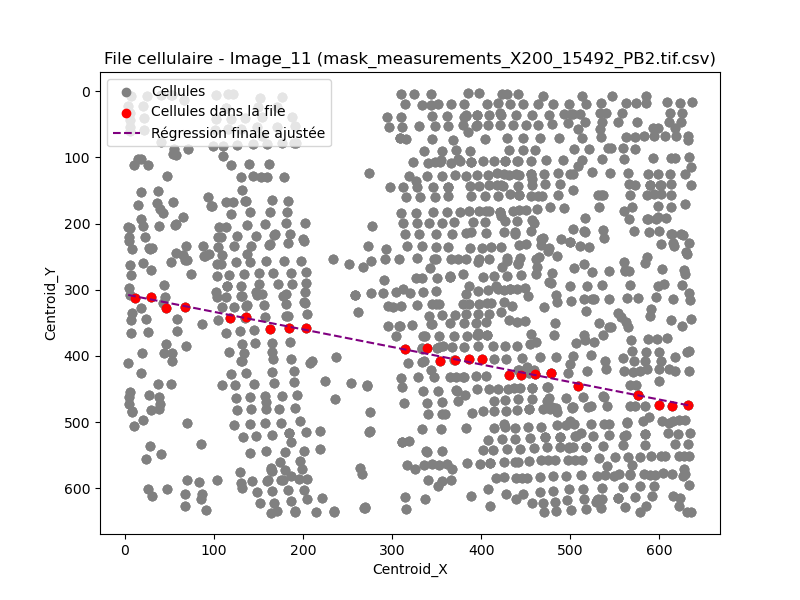 File cellulaire - Image_11 (mask_measurements_X200_15492_PB2.tif.csv)
Cellules
Cellules dans la file
Régression finale ajustée
0
100
200
300
400
500
600
Centroid_Y
0 100 200 300 400 500 600
Centroid_X